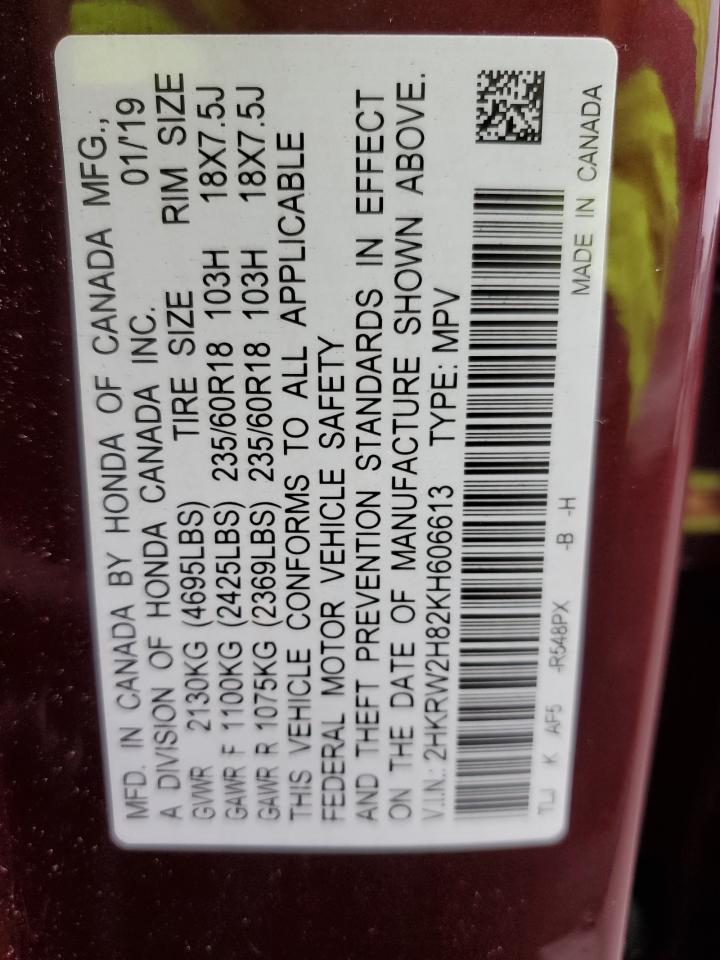 MFD. IN CANADA BY HONDA OF CANADA MFG.,
A DIVISION OF HONDA CANADA INC. 01/'19
GVWR 2130KG (4695LBS) TIRE SIZE RIM SIZE
GAWR F 1100KG (2425LBS) 235/60R18 103H 18X7.5J
GAWR R 1075KG (2369LBS) 235/60R18 103H 18X7.5J
THIS VEHICLE CONFORMS TO ALL APPLICABLE
FEDERAL MOTOR VEHICLE SAFETY
AND THEFT PREVENTION STANDARDS IN EFFECT
ON THE DATE OF MANUFACTURE SHOWN ABOVE.
V.I.N.: 2HKRW2H82KH606613 TYPE: MPV
TLJ K AF5 -R548PX -B -H
MADE IN CANADA